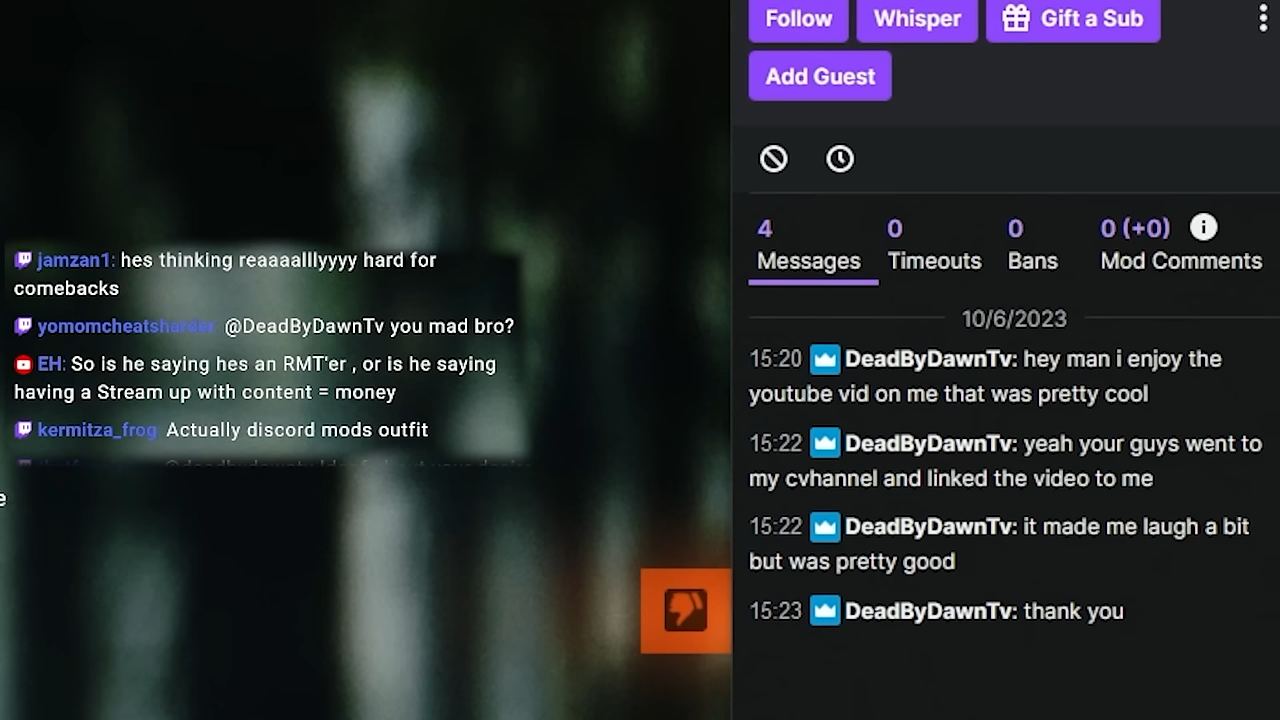 jamzan1: hes thinking reaaaalllyyyy hard for
comebacks
yomomcheatsharder @DeadByDawnTv you mad bro?
EH: So is he saying hes an RMT'er , or is he saying
having a Stream up with content = money
kermitza_frog Actually discord mods outfit
e
Follow
Whisper
Gift a Sub
Add Guest
4
Messages
0
Timeouts
0
Bans
0 (+0)
Mod Comments
10/6/2023
15:20 DeadByDawnTv: hey man i enjoy the
youtube vid on me that was pretty cool
15:22 DeadByDawnTv: yeah your guys went to
my cvhannel and linked the video to me
15:22 DeadByDawnTv: it made me laugh a bit
but was pretty good
15:23 DeadByDawnTv: thank you